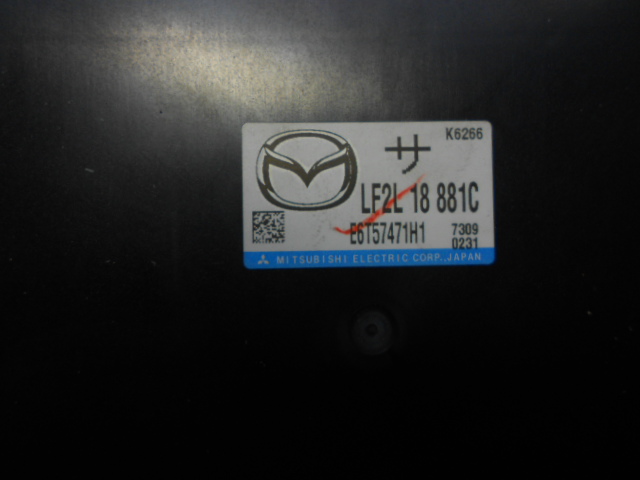 K6266
サ
LF2L 18 881C
E6T57471H1 7309
0231
MITSUBISHI ELECTRIC CORP., JAPAN